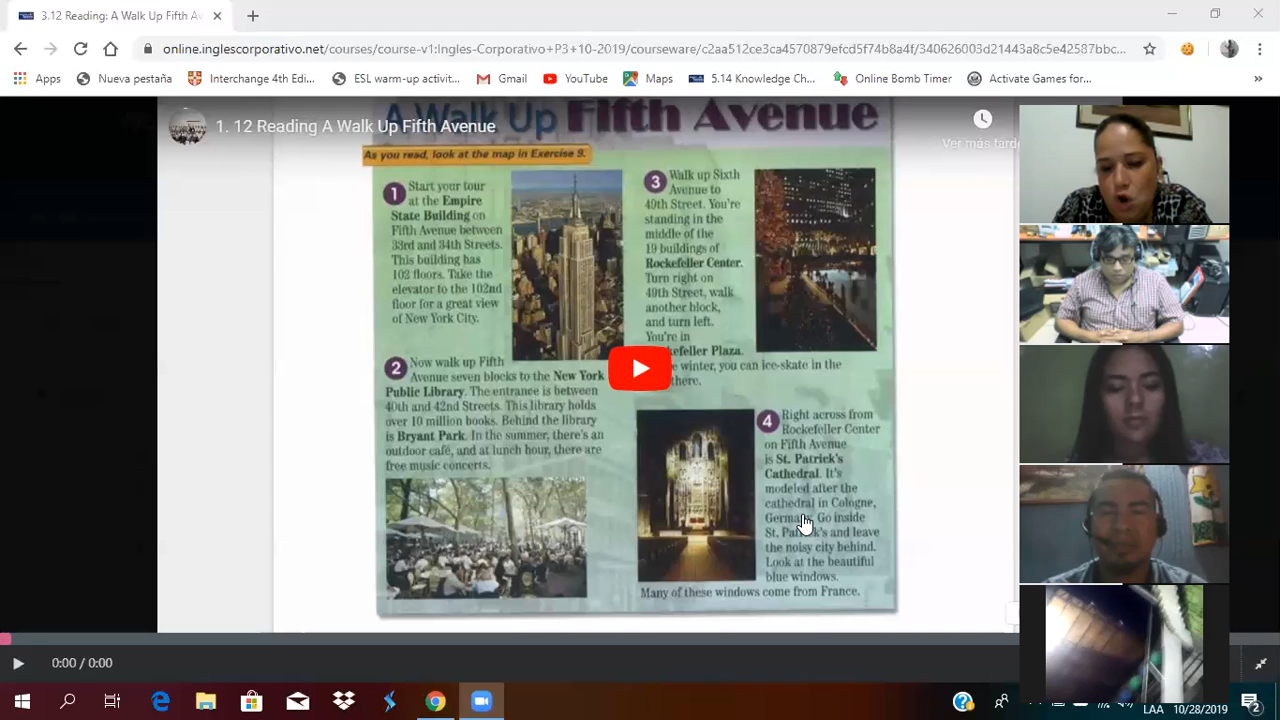 3.12 Reading: A Walk Up Fifth Av
online.inglescorporativo.net/courses/course-v1:Ingles-Corporativo+P3+10-2019/courseware/c2aa512ce3ca4570879efcd5f74b8a4f/340626003d21443a8c5e42587bbc...
Apps Nueva pestaña Interchange 4th Edi... ESL warm-up activit... Gmail YouTube Maps 5.14 Knowledge Ch... Online Bomb Timer Activate Games for... »
A Walk Up Fifth Avenue
1. 12 Reading A Walk Up Fifth Avenue
Ver más tarde
As you read, look at the map in Exercise 9.
1 Start your tour
at the Empire
State Building on
Fifth Avenue between
33rd and 34th Streets.
This building has
102 floors. Take the
elevator to the 102nd
floor for a great view
of New York City.
2 Now walk up Fifth
Avenue seven blocks to the New York
Public Library. The entrance is between
40th and 42nd Streets. This library holds
over 10 million books. Behind the library
is Bryant Park. In the summer, there's an
outdoor café, and at lunch hour, there are
free music concerts.
3 Walk up Sixth
Avenue to
49th Street. You're
standing in the
middle of the
19 buildings of
Rockefeller Center.
Turn right on
49th Street, walk
another block,
and turn left.
You're in
kefeller Plaza.
e winter, you can ice-skate in the
there.
4 Right across from
Rockefeller Center
on Fifth Avenue
is St. Patrick's
Cathedral. It's
modeled after the
cathedral in Cologne,
Germany. Go inside
St. Patrick's and leave
the noisy city behind.
Look at the beautiful
blue windows.
Many of these windows come from France.
0:00 / 0:00
LAA 10/28/2019 2